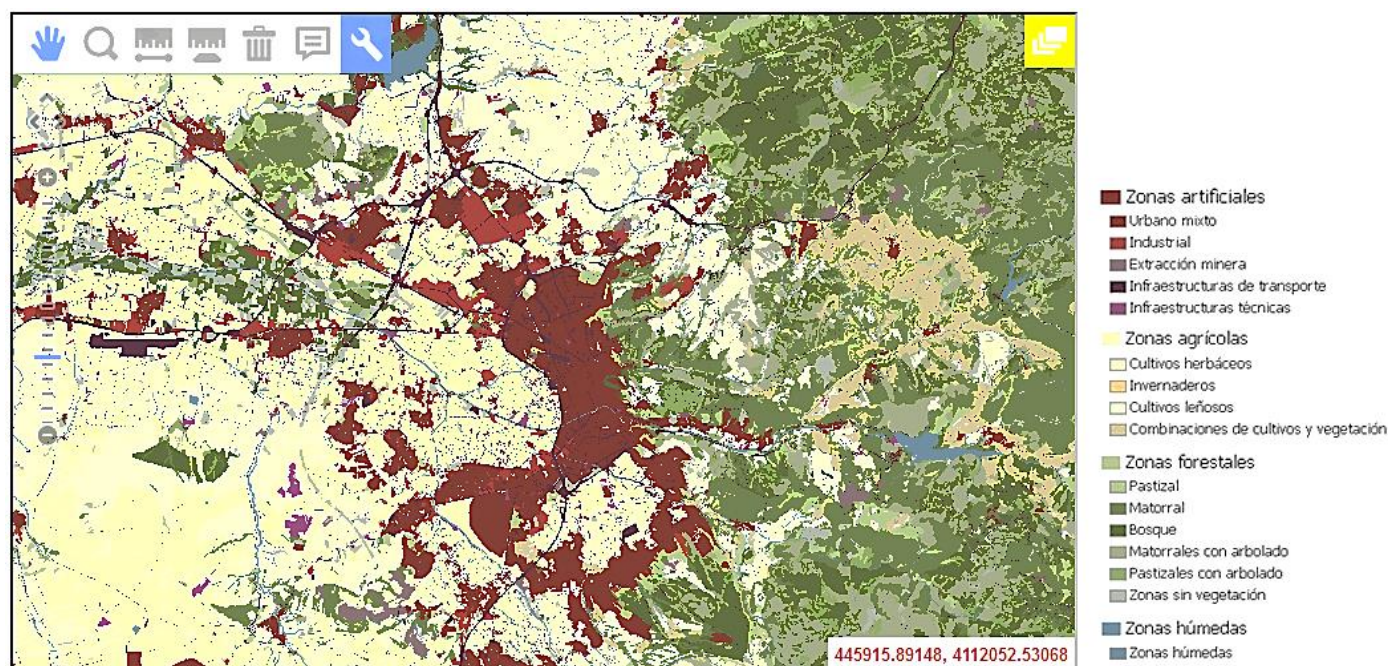 Zonas artificiales
Urbano mixto
Industrial
Extracción minera
Infraestructuras de transporte
Infraestructuras técnicas
Zonas agrícolas
Cultivos herbáceos
Invernaderos
Cultivos leñosos
Combinaciones de cultivos y vegetación
Zonas forestales
Pastizal
Matorral
Bosque
Matorrales con arbolado
Pastizales con arbolado
Zonas sin vegetación
Zonas húmedas
Zonas húmedas
445915.89148, 4112052.53068